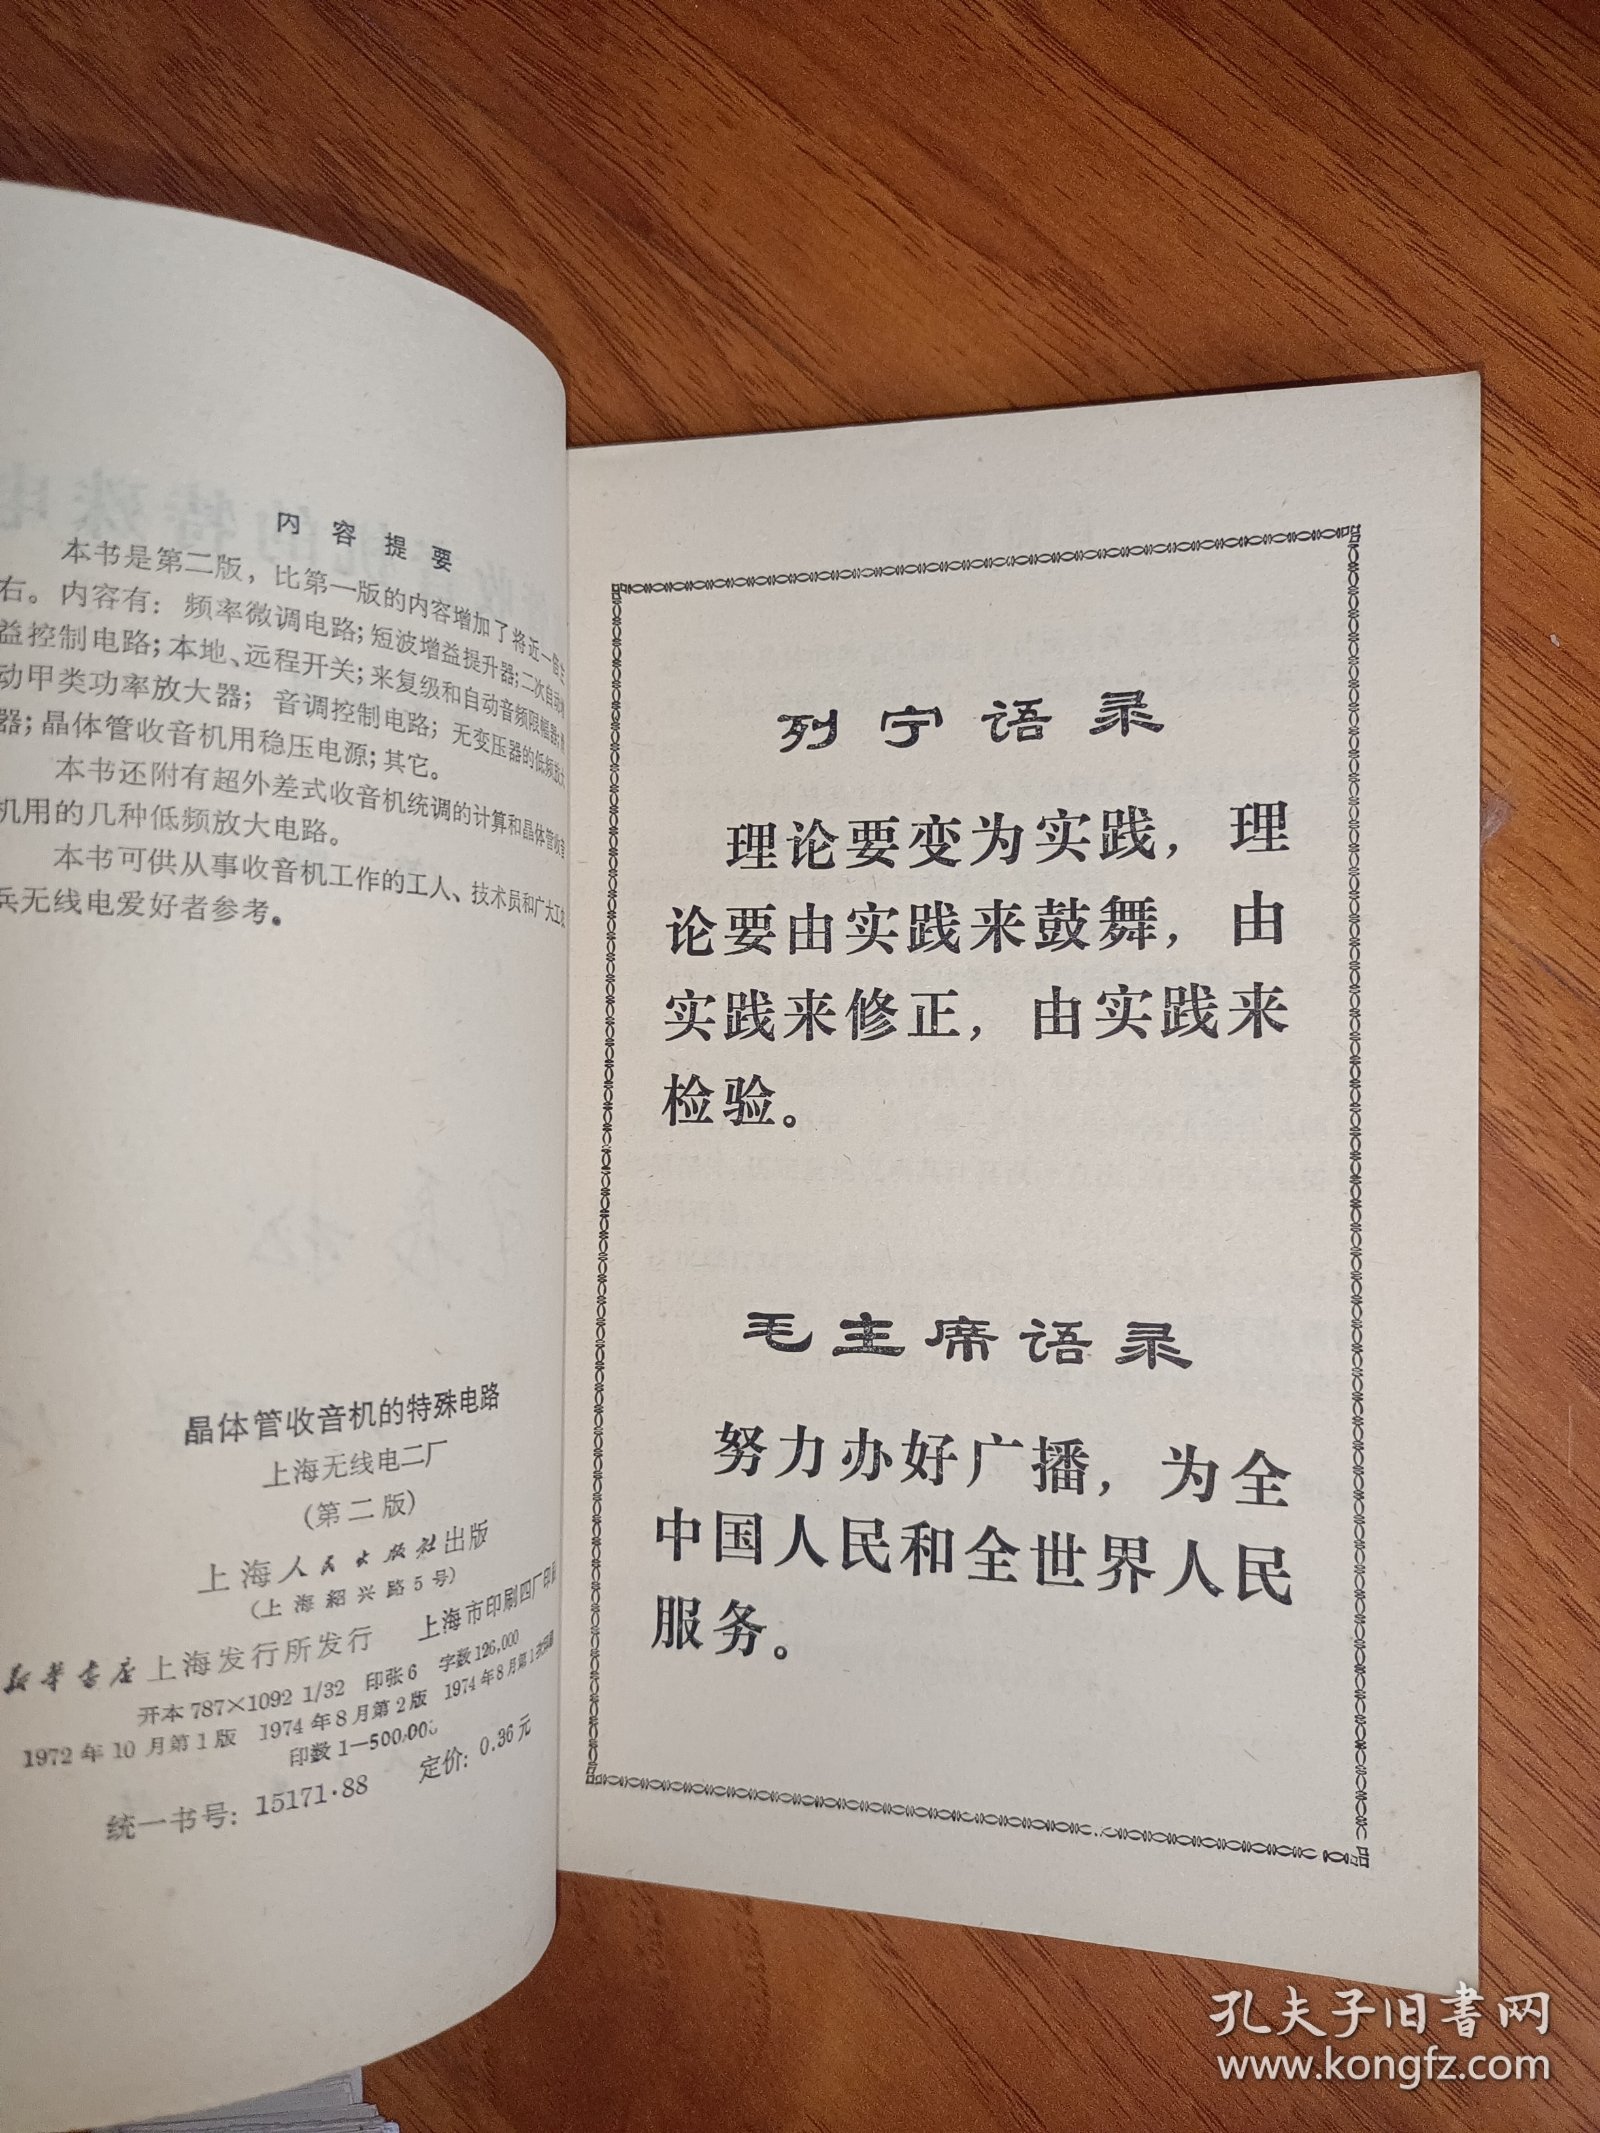 内容提要
本书是第二版，比第一版的内容增加了将近一倍左
右。内容有：频率微调电路；短波增益提升器；二次自动增
益控制电路；本地、远程开关；来复级和自动音频限幅器；
动甲类功率放大器；音调控制电路；无变压器的低频放大
器；晶体管收音机用稳压电源；其它。
本书还附有超外差式收音机统调的计算和晶体管收音
机用的几种低频放大电路。
本书可供从事收音机工作的工人、技术员和广大工农
兵无线电爱好者参考。
晶体管收音机的特殊电路
上海无线电二厂
（第二版）
上海人民出版社出版
（上海紹兴路5号）
新华书店上海发行所发行 上海市印刷四厂印刷
开本 787×1092 1/32 印张 6 字数 126,000
1972年10月第1版 1974年8月第2版 1974年8月第1次印刷
印数 1—500,000
统一书号：15171·88 定价：0.36元
列宁语录
理论要变为实践，理
论要由实践来鼓舞，由
实践来修正，由实践来
检验。
毛主席语录
努力办好广播，为全
中国人民和全世界人民
服务。
孔夫子旧書网
www.kongfz.com